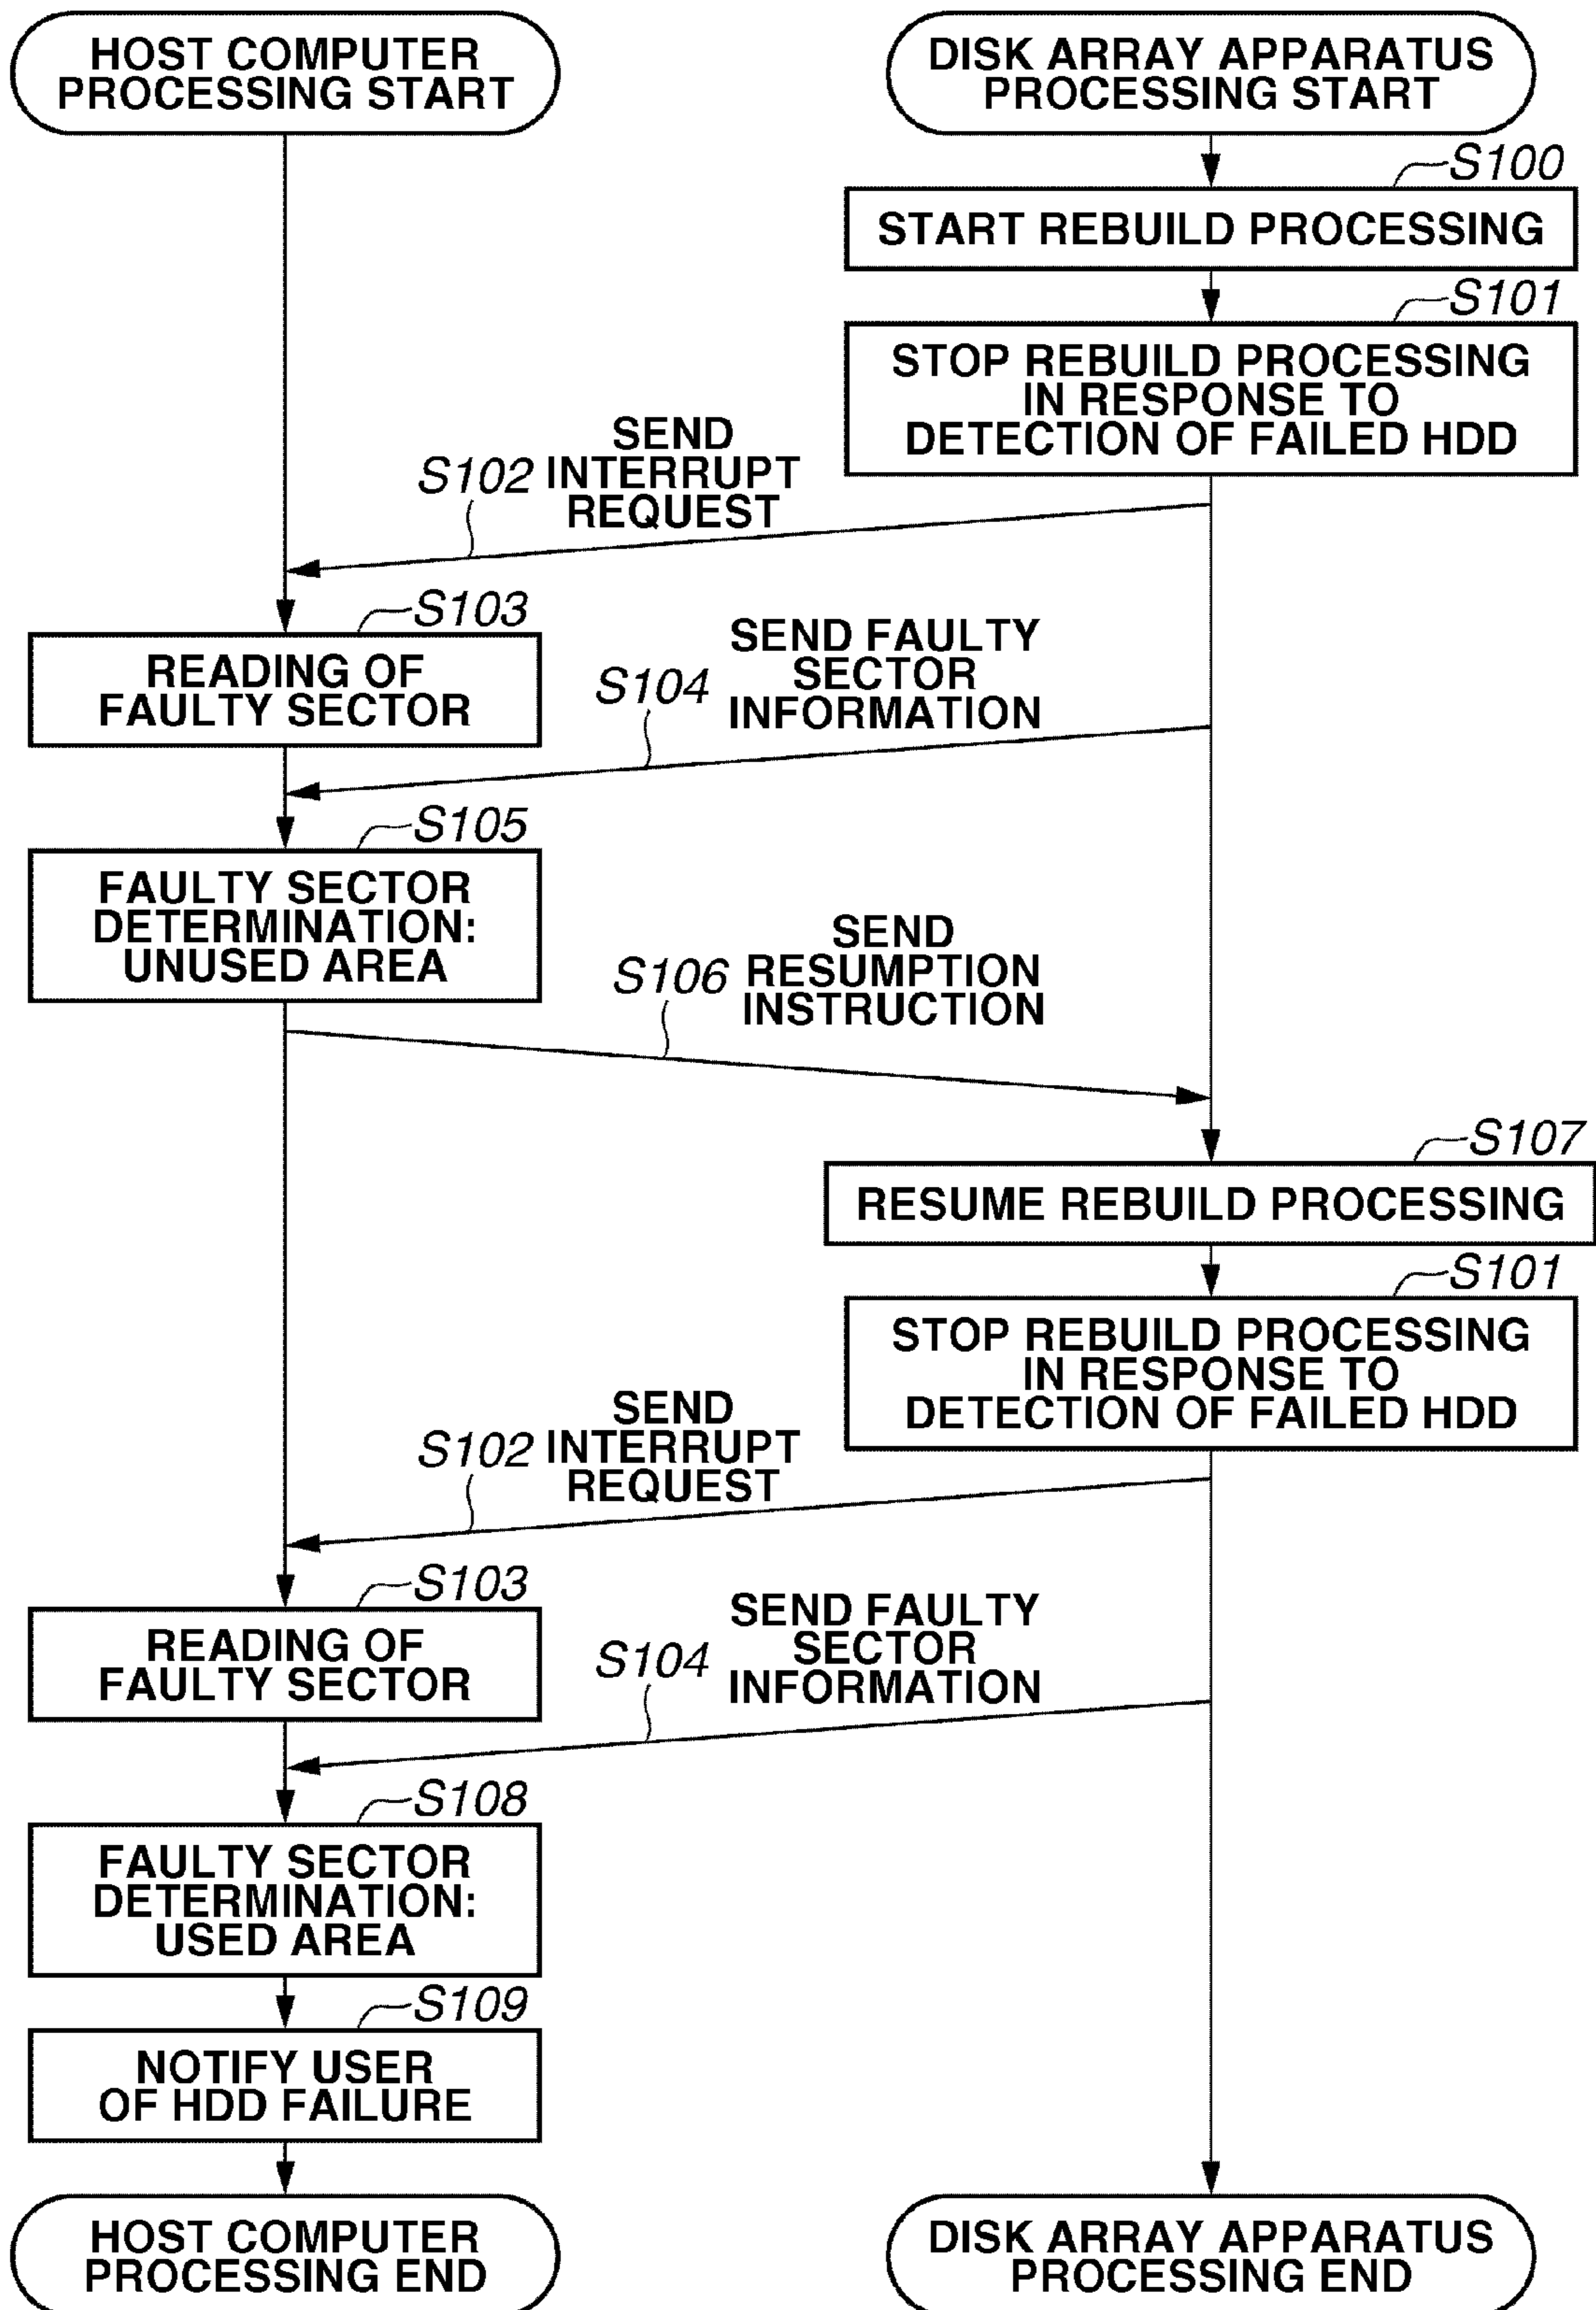 HOST COMPUTER
PROCESSING START
DISK ARRAY APPARATUS
PROCESSING START
S100
START REBUILD PROCESSING
S101
STOP REBUILD PROCESSING
IN RESPONSE TO
DETECTION OF FAILED HDD
S102
SEND
INTERRUPT
REQUEST
S103
READING OF
FAULTY SECTOR
S104
SEND FAULTY
SECTOR
INFORMATION
S105
FAULTY SECTOR
DETERMINATION:
UNUSED AREA
S106
SEND
RESUMPTION
INSTRUCTION
S107
RESUME REBUILD PROCESSING
S101
STOP REBUILD PROCESSING
IN RESPONSE TO
DETECTION OF FAILED HDD
S102
SEND
INTERRUPT
REQUEST
S103
READING OF
FAULTY SECTOR
S104
SEND FAULTY
SECTOR
INFORMATION
S108
FAULTY SECTOR
DETERMINATION:
USED AREA
S109
NOTIFY USER
OF HDD FAILURE
HOST COMPUTER
PROCESSING END
DISK ARRAY APPARATUS
PROCESSING END